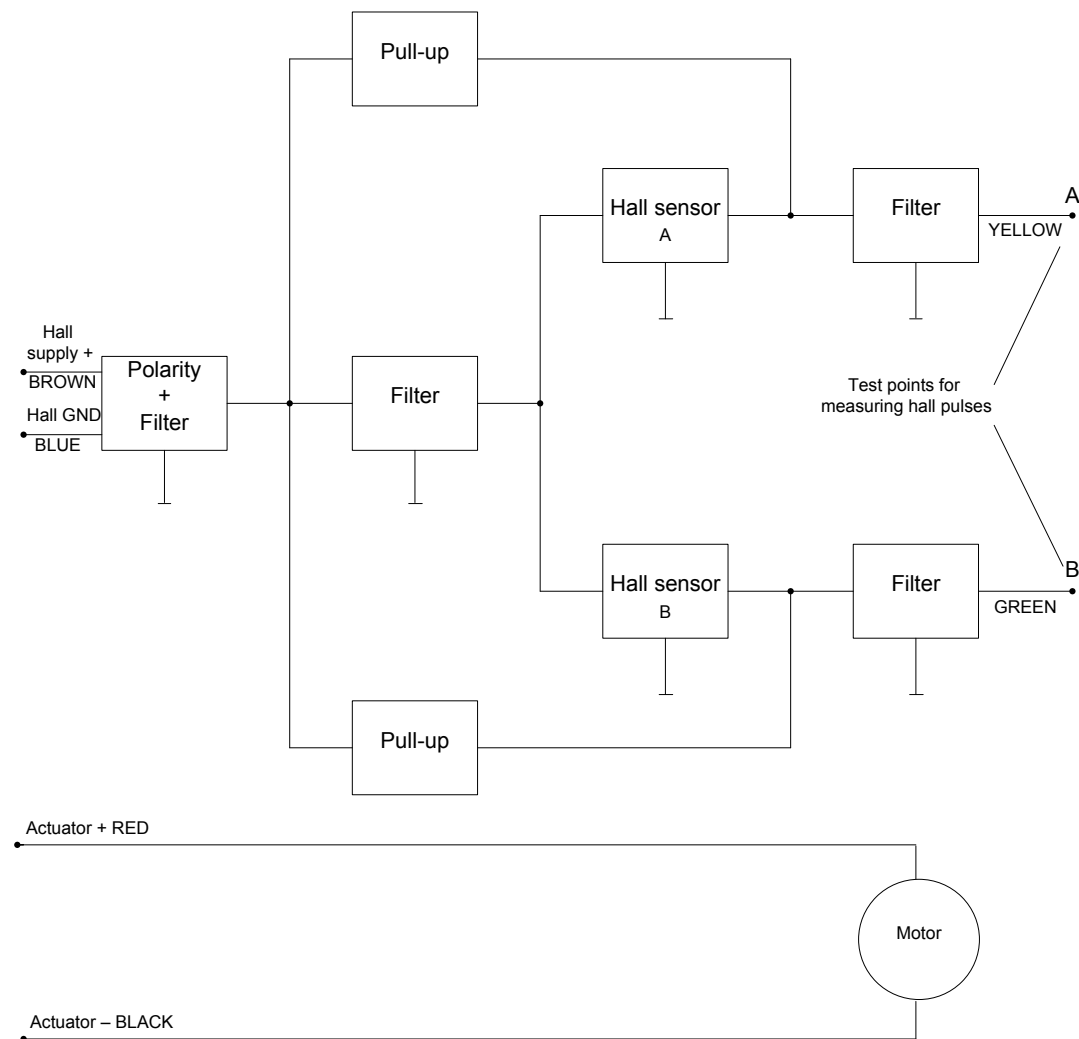 Pull-up
Hall sensor
A
Filter
A
YELLOW
Hall
supply +
BROWN
Hall GND
BLUE
Polarity
+
Filter
Filter
Test points for
measuring hall pulses
Hall sensor
B
Filter
B
GREEN
Pull-up
Actuator + RED
Motor
Actuator – BLACK